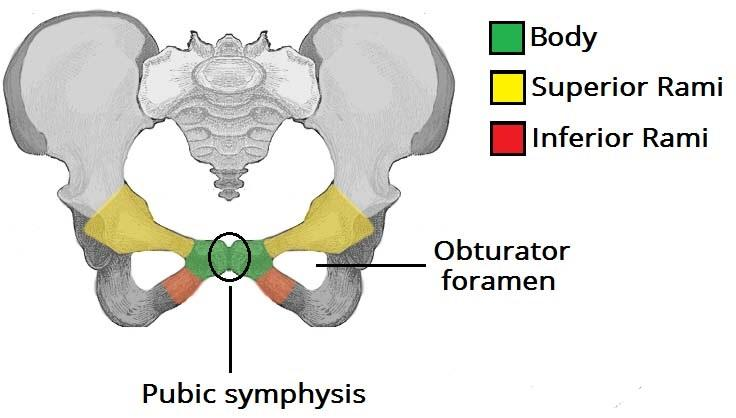 Body
Superior Rami
Inferior Rami
Obturator
foramen
Pubic symphysis